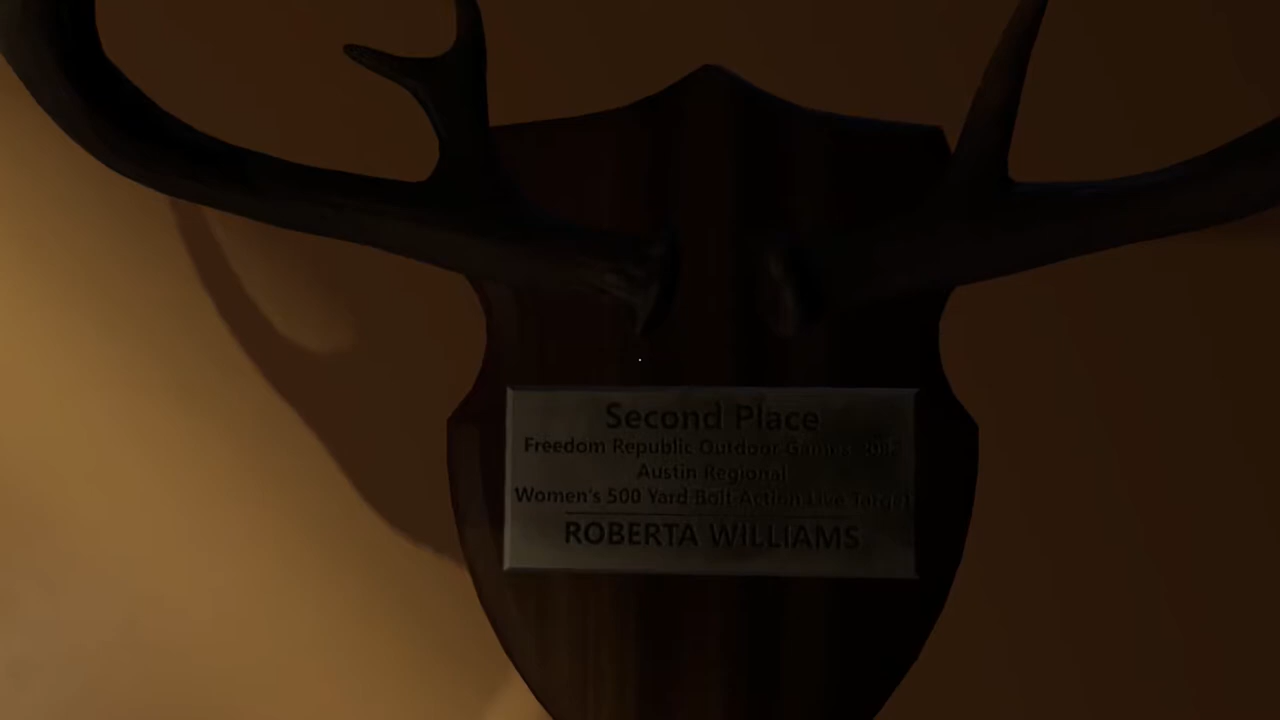 Second Place
Freedom Republic Outdoor Games
Austin Regional
Women's 500 Yard Bolt-Action Live Target
ROBERTA WILLIAMS